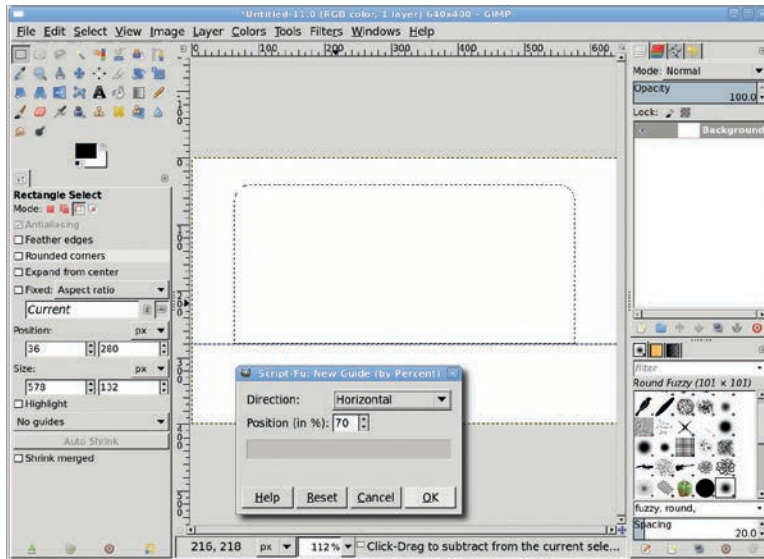 *Untitled-11.0 (RGB color, 1 layer) 640x400 – GIMP
File Edit Select View Image Layer Colors Tools Filters Windows Help
0 100 200 300 400 500 600
Mode: Normal
Opacity
100.0
Lock:
Background
Rectangle Select
Mode:
Antialiasing
Feather edges
Rounded corners
Expand from center
Fixed: Aspect ratio
Current
Position: px
36 280
Size: px
578 132
Highlight
No guides
Auto Shrink
Shrink merged
Script-Fu: New Guide (by Percent)
Direction: Horizontal
Position (in %): 70
Help Reset Cancel OK
filter
Round Fuzzy (101 × 101)
fuzzy, round,
Spacing
20.0
216, 218 px 112% Click-Drag to subtract from the current sele...